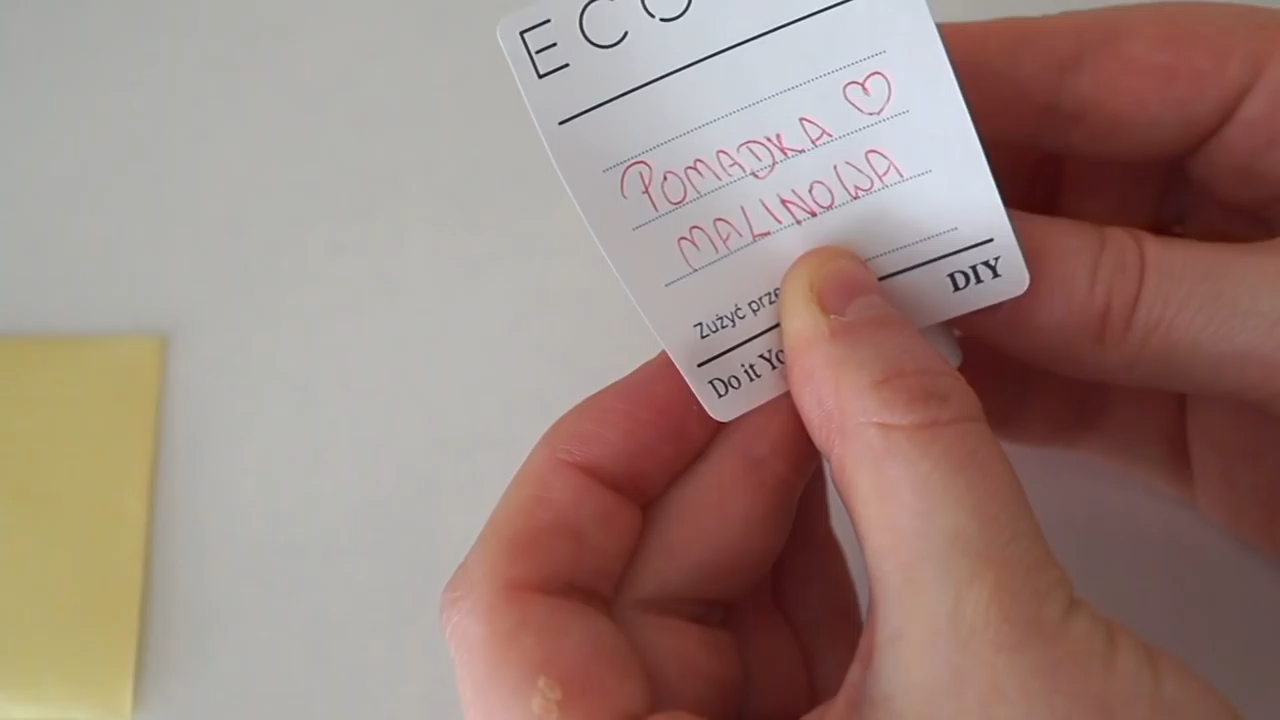 ECO
POMADKA ♡
MALINOWA
Zużyć prze
DIY
Do it Yo